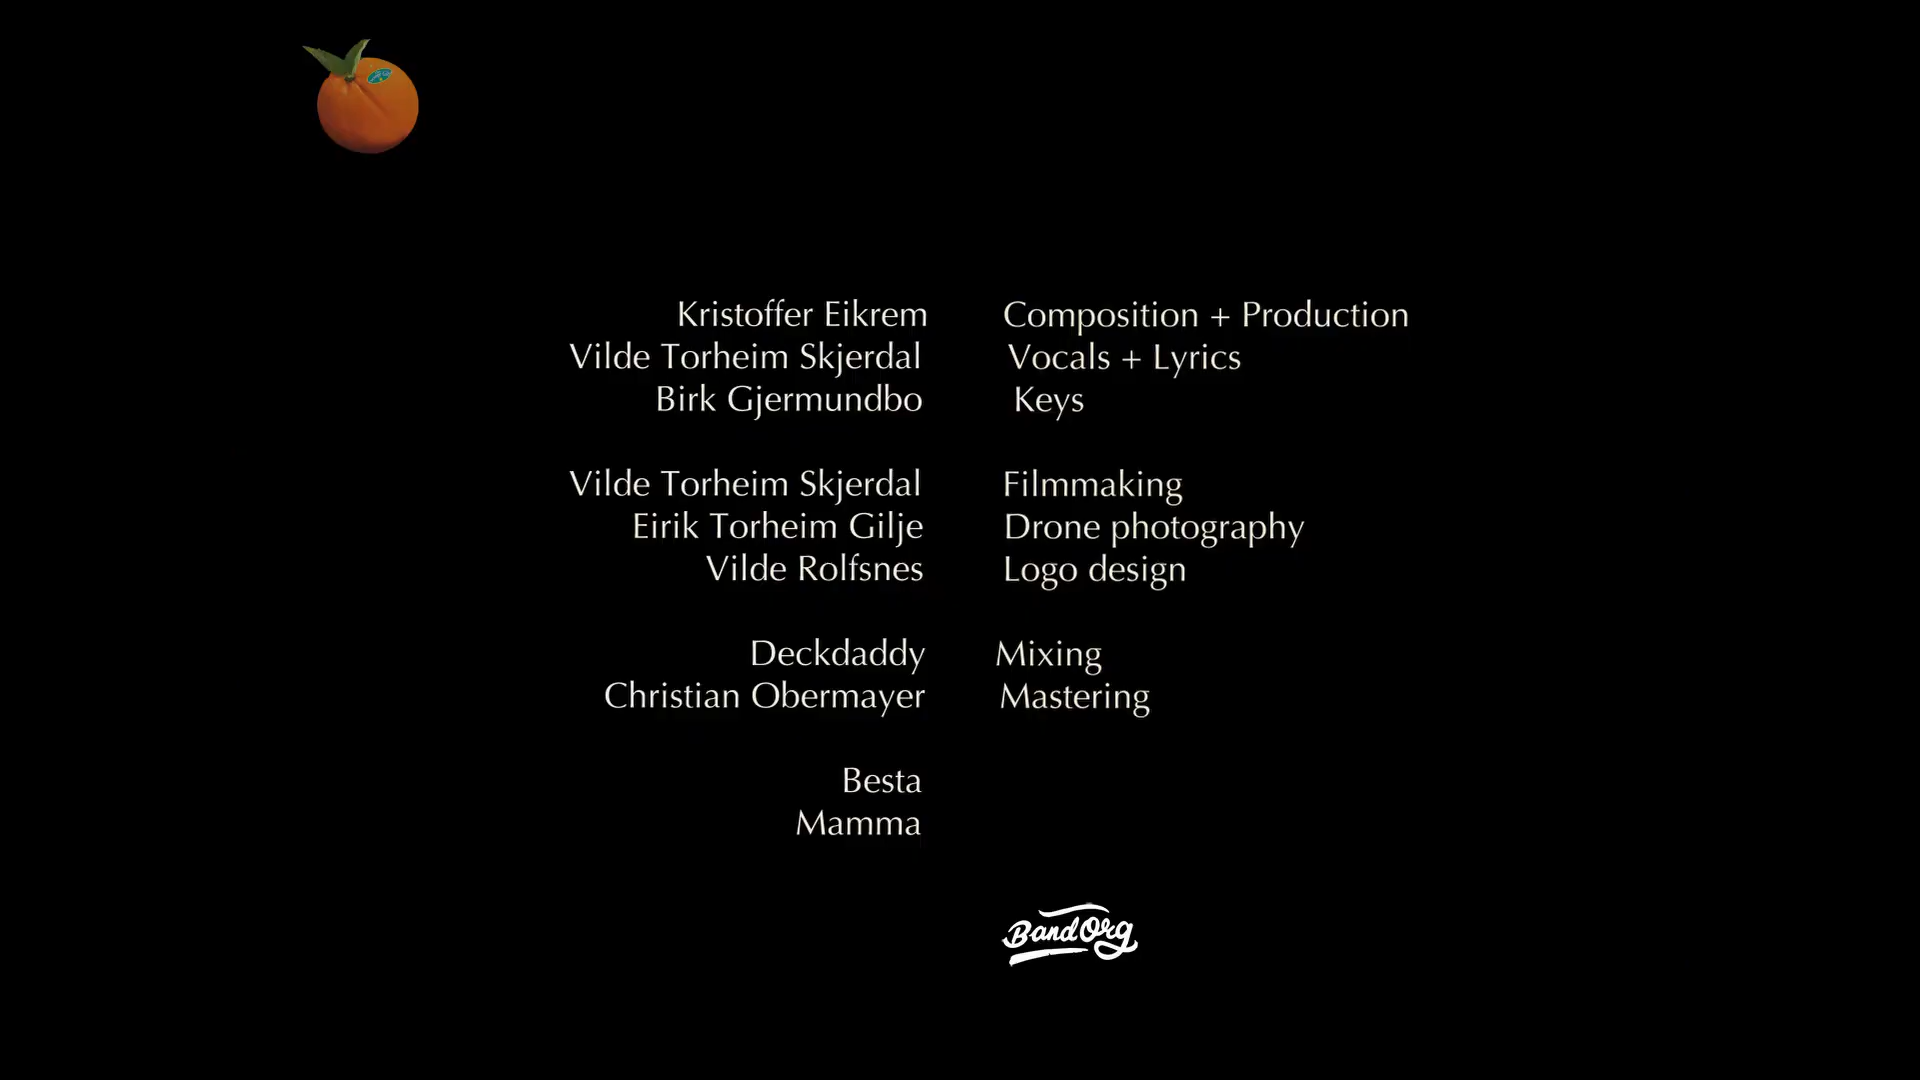 Kristoffer Eikrem Composition + Production
Vilde Torheim Skjerdal Vocals + Lyrics
Birk Gjermundbo Keys
Vilde Torheim Skjerdal Filmmaking
Eirik Torheim Gilje Drone photography
Vilde Rolfsnes Logo design
Deckdaddy Mixing
Christian Obermayer Mastering
Besta
Mamma
BandOrg